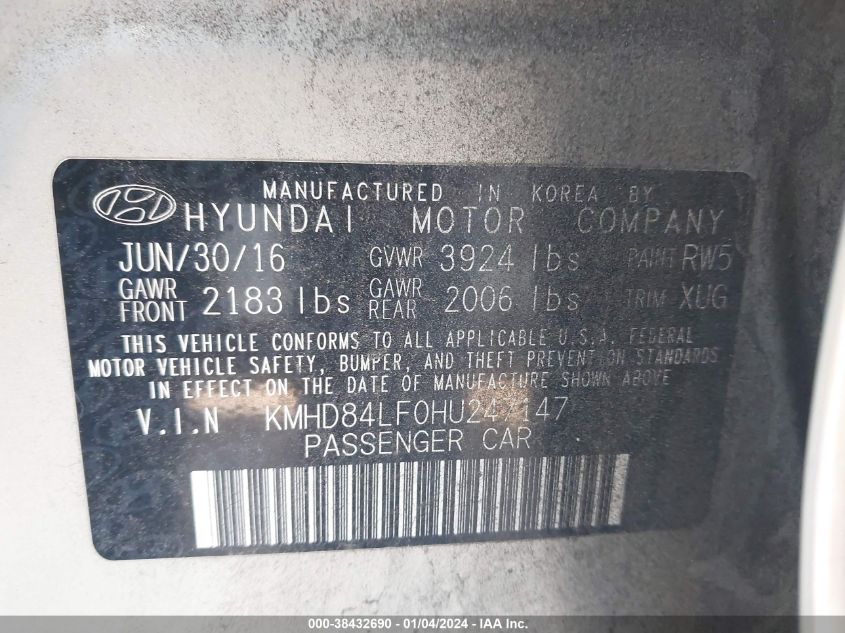 MANUFACTURED IN KOREA BY
HYUNDAI MOTOR COMPANY
JUN/30/16 GVWR 3924 lbs PAINT RW5
GAWR FRONT 2183 lbs GAWR REAR 2006 lbs TRIM XUG
THIS VEHICLE CONFORMS TO ALL APPLICABLE U.S.A. FEDERAL
MOTOR VEHICLE SAFETY, BUMPER, AND THEFT PREVENTION STANDARDS
IN EFFECT ON THE DATE OF MANUFACTURE SHOWN ABOVE.
V.I.N KMHD84LF0HU247147
PASSENGER CAR
000-38432690 - 01/04/2024 - IAA Inc.